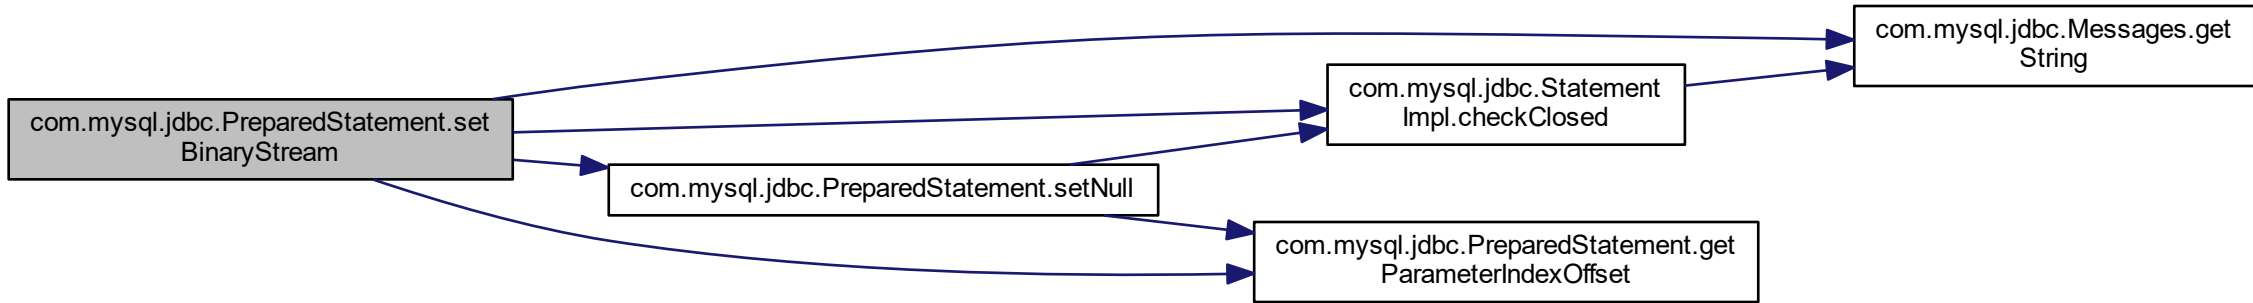 com.mysql.jdbc.PreparedStatement.set
BinaryStream
com.mysql.jdbc.Messages.get
String
com.mysql.jdbc.Statement
Impl.checkClosed
com.mysql.jdbc.PreparedStatement.setNull
com.mysql.jdbc.PreparedStatement.get
ParameterIndexOffset